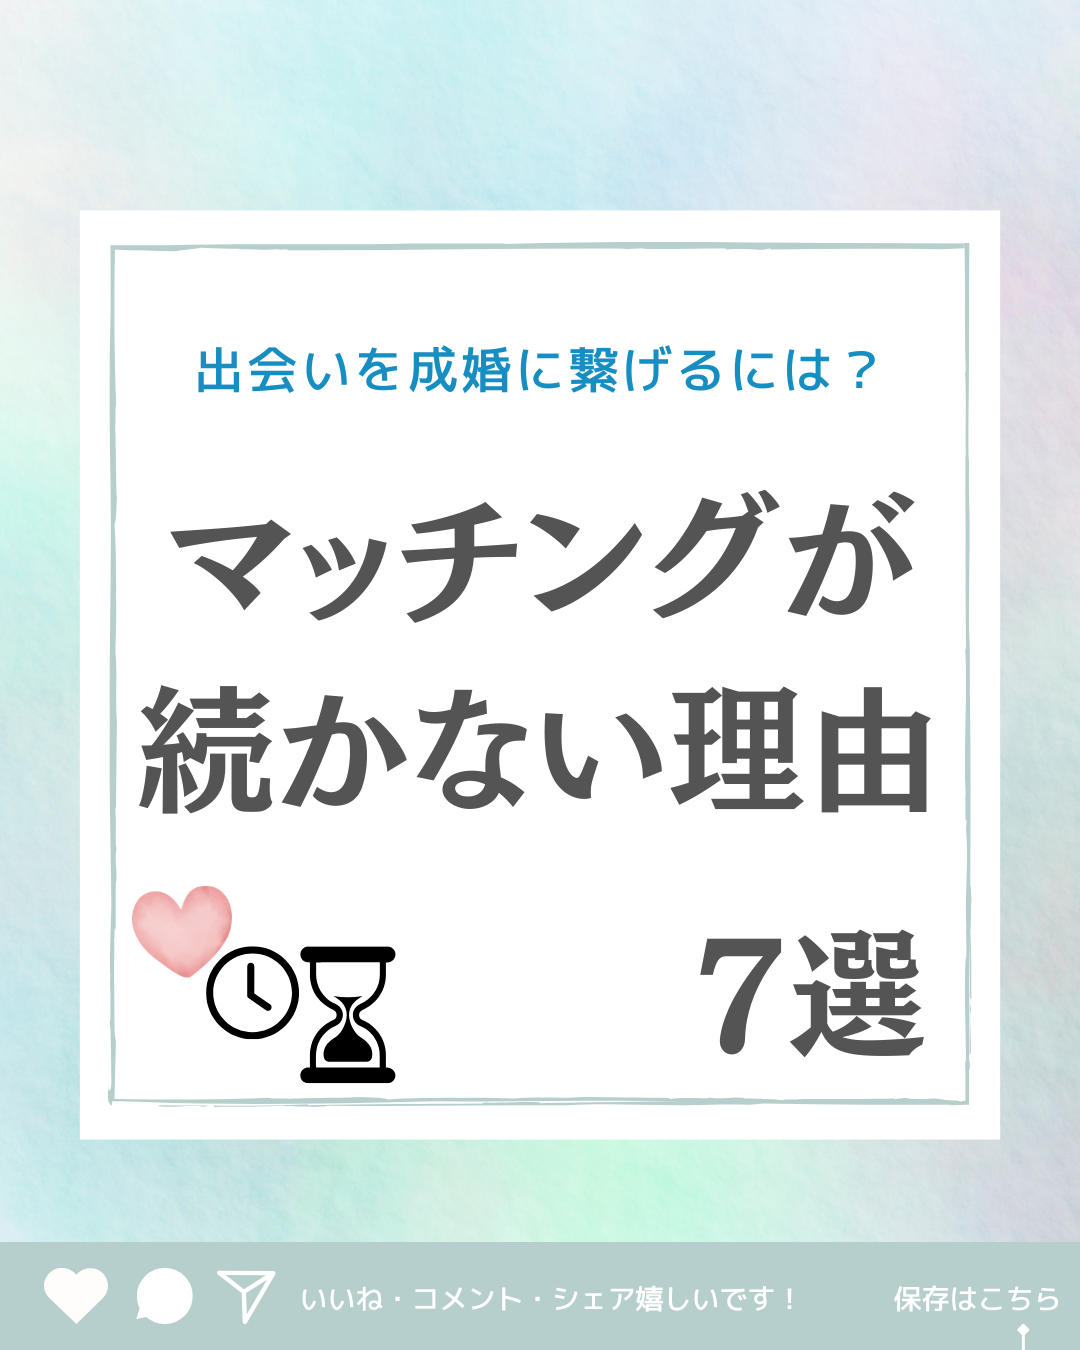 出会いを成婚に繋げるには？
マッチングが
続かない理由
7選
いいね・コメント・シェア嬉しいです！
保存はこちら